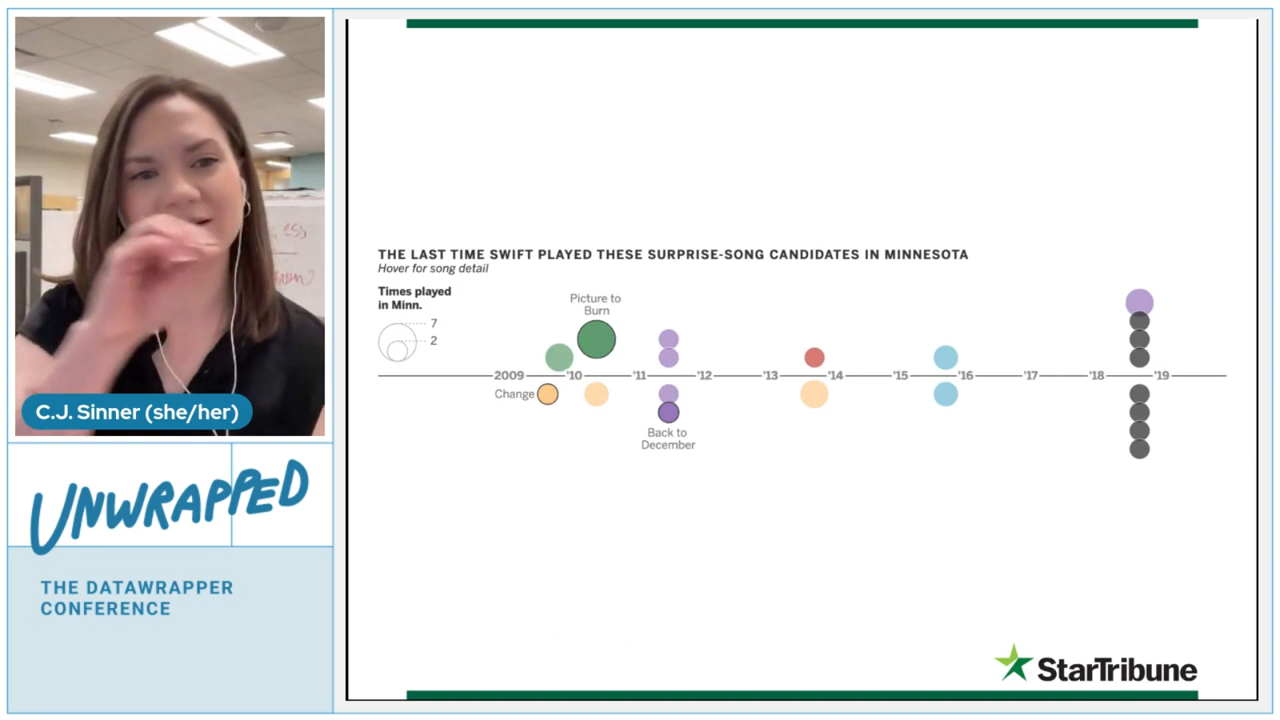 C.J. Sinner (she/her)
UNWRAPPED
THE DATAWRAPPER
CONFERENCE
THE LAST TIME SWIFT PLAYED THESE SURPRISE-SONG CANDIDATES IN MINNESOTA
Hover for song detail
Times played
in Minn.
7
2
Picture to
Burn
2009 '10 '11 '12 '13 '14 '15 '16 '17 '18 '19
Change
Back to
December
StarTribune